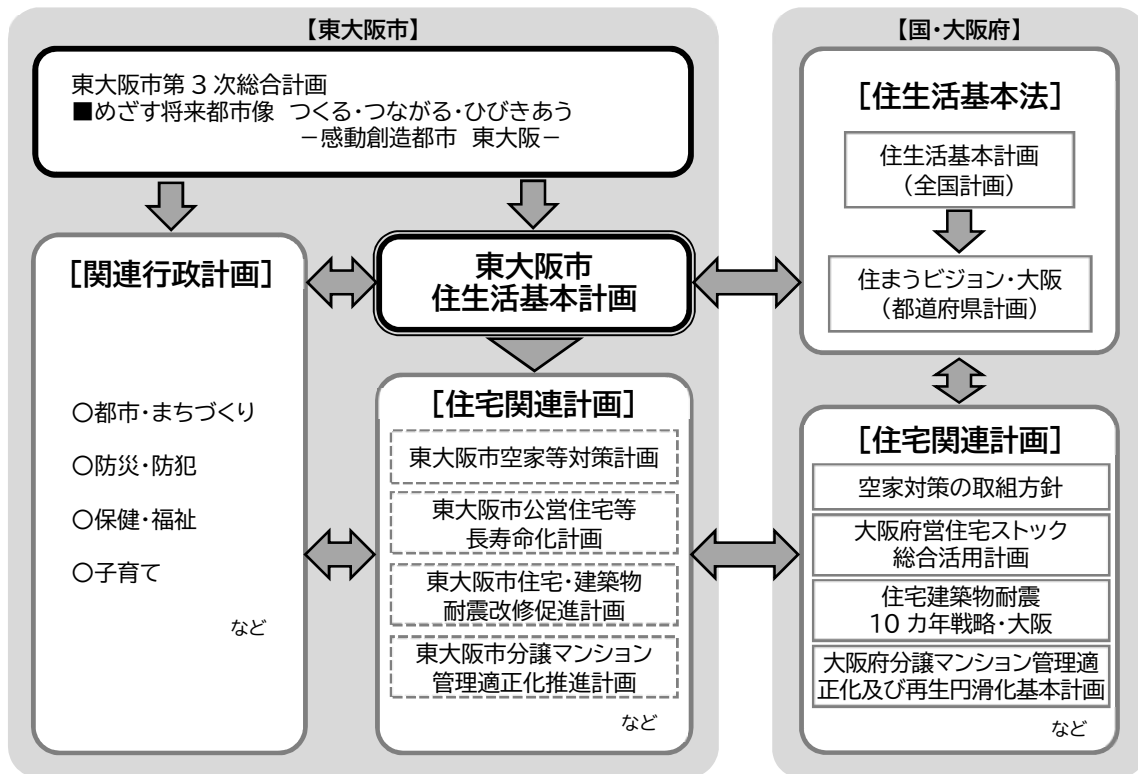 【東大阪市】
東大阪市第3次総合計画
■めざす将来都市像 つくる・つながる・ひびきあう
－感動創造都市 東大阪－
[関連行政計画]
○都市・まちづくり
○防災・防犯
○保健・福祉
○子育て
など
東大阪市
住生活基本計画
[住宅関連計画]
東大阪市空家等対策計画
東大阪市公営住宅等
長寿命化計画
東大阪市住宅・建築物
耐震改修促進計画
東大阪市分譲マンション
管理適正化推進計画
など
【国・大阪府】
[住生活基本法]
住生活基本計画
（全国計画）
住まうビジョン・大阪
（都道府県計画）
[住宅関連計画]
空家対策の取組方針
大阪府営住宅ストック
総合活用計画
住宅建築物耐震
10カ年戦略・大阪
大阪府分譲マンション管理適
正化及び再生円滑化基本計画
など